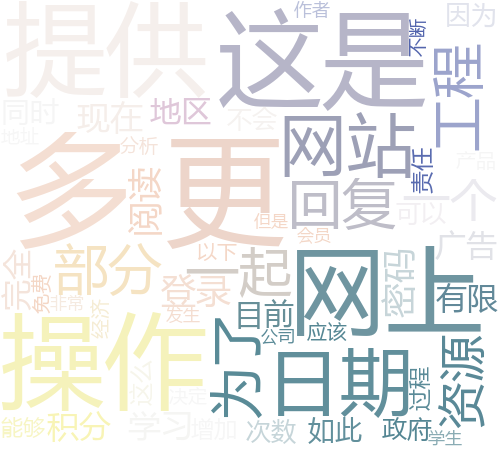 提供
这是
作者
不断
因为
工程
同时
现在
地区
不会
网站
地址
多
更
分析
产品
责任
阅读
回复
一个
可以
但是
会员
广告
完全
免费
部分
以下
一起
登录
非常
网上
密码
有限
发生
经济
目前
公司
应该
操作
为了
日期
资源
过程
这么
决定
能够
积分
学习
增加
次数
如此
政府
学生